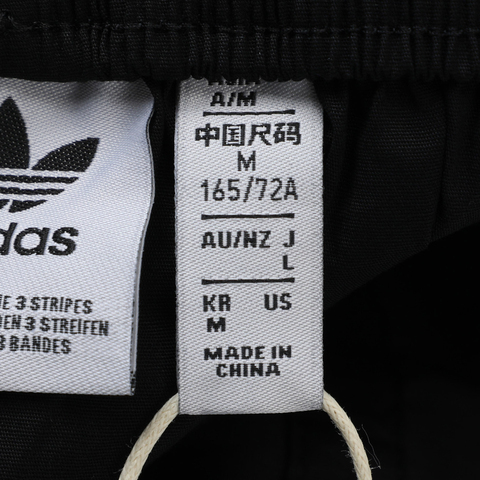 das
E 3 STRIPES
DEN 3 STREIFEN
3 BANDES
A/M
中国尺码
M
165/72A
AU/NZ J
L
KR US
M
MADE IN
CHINA